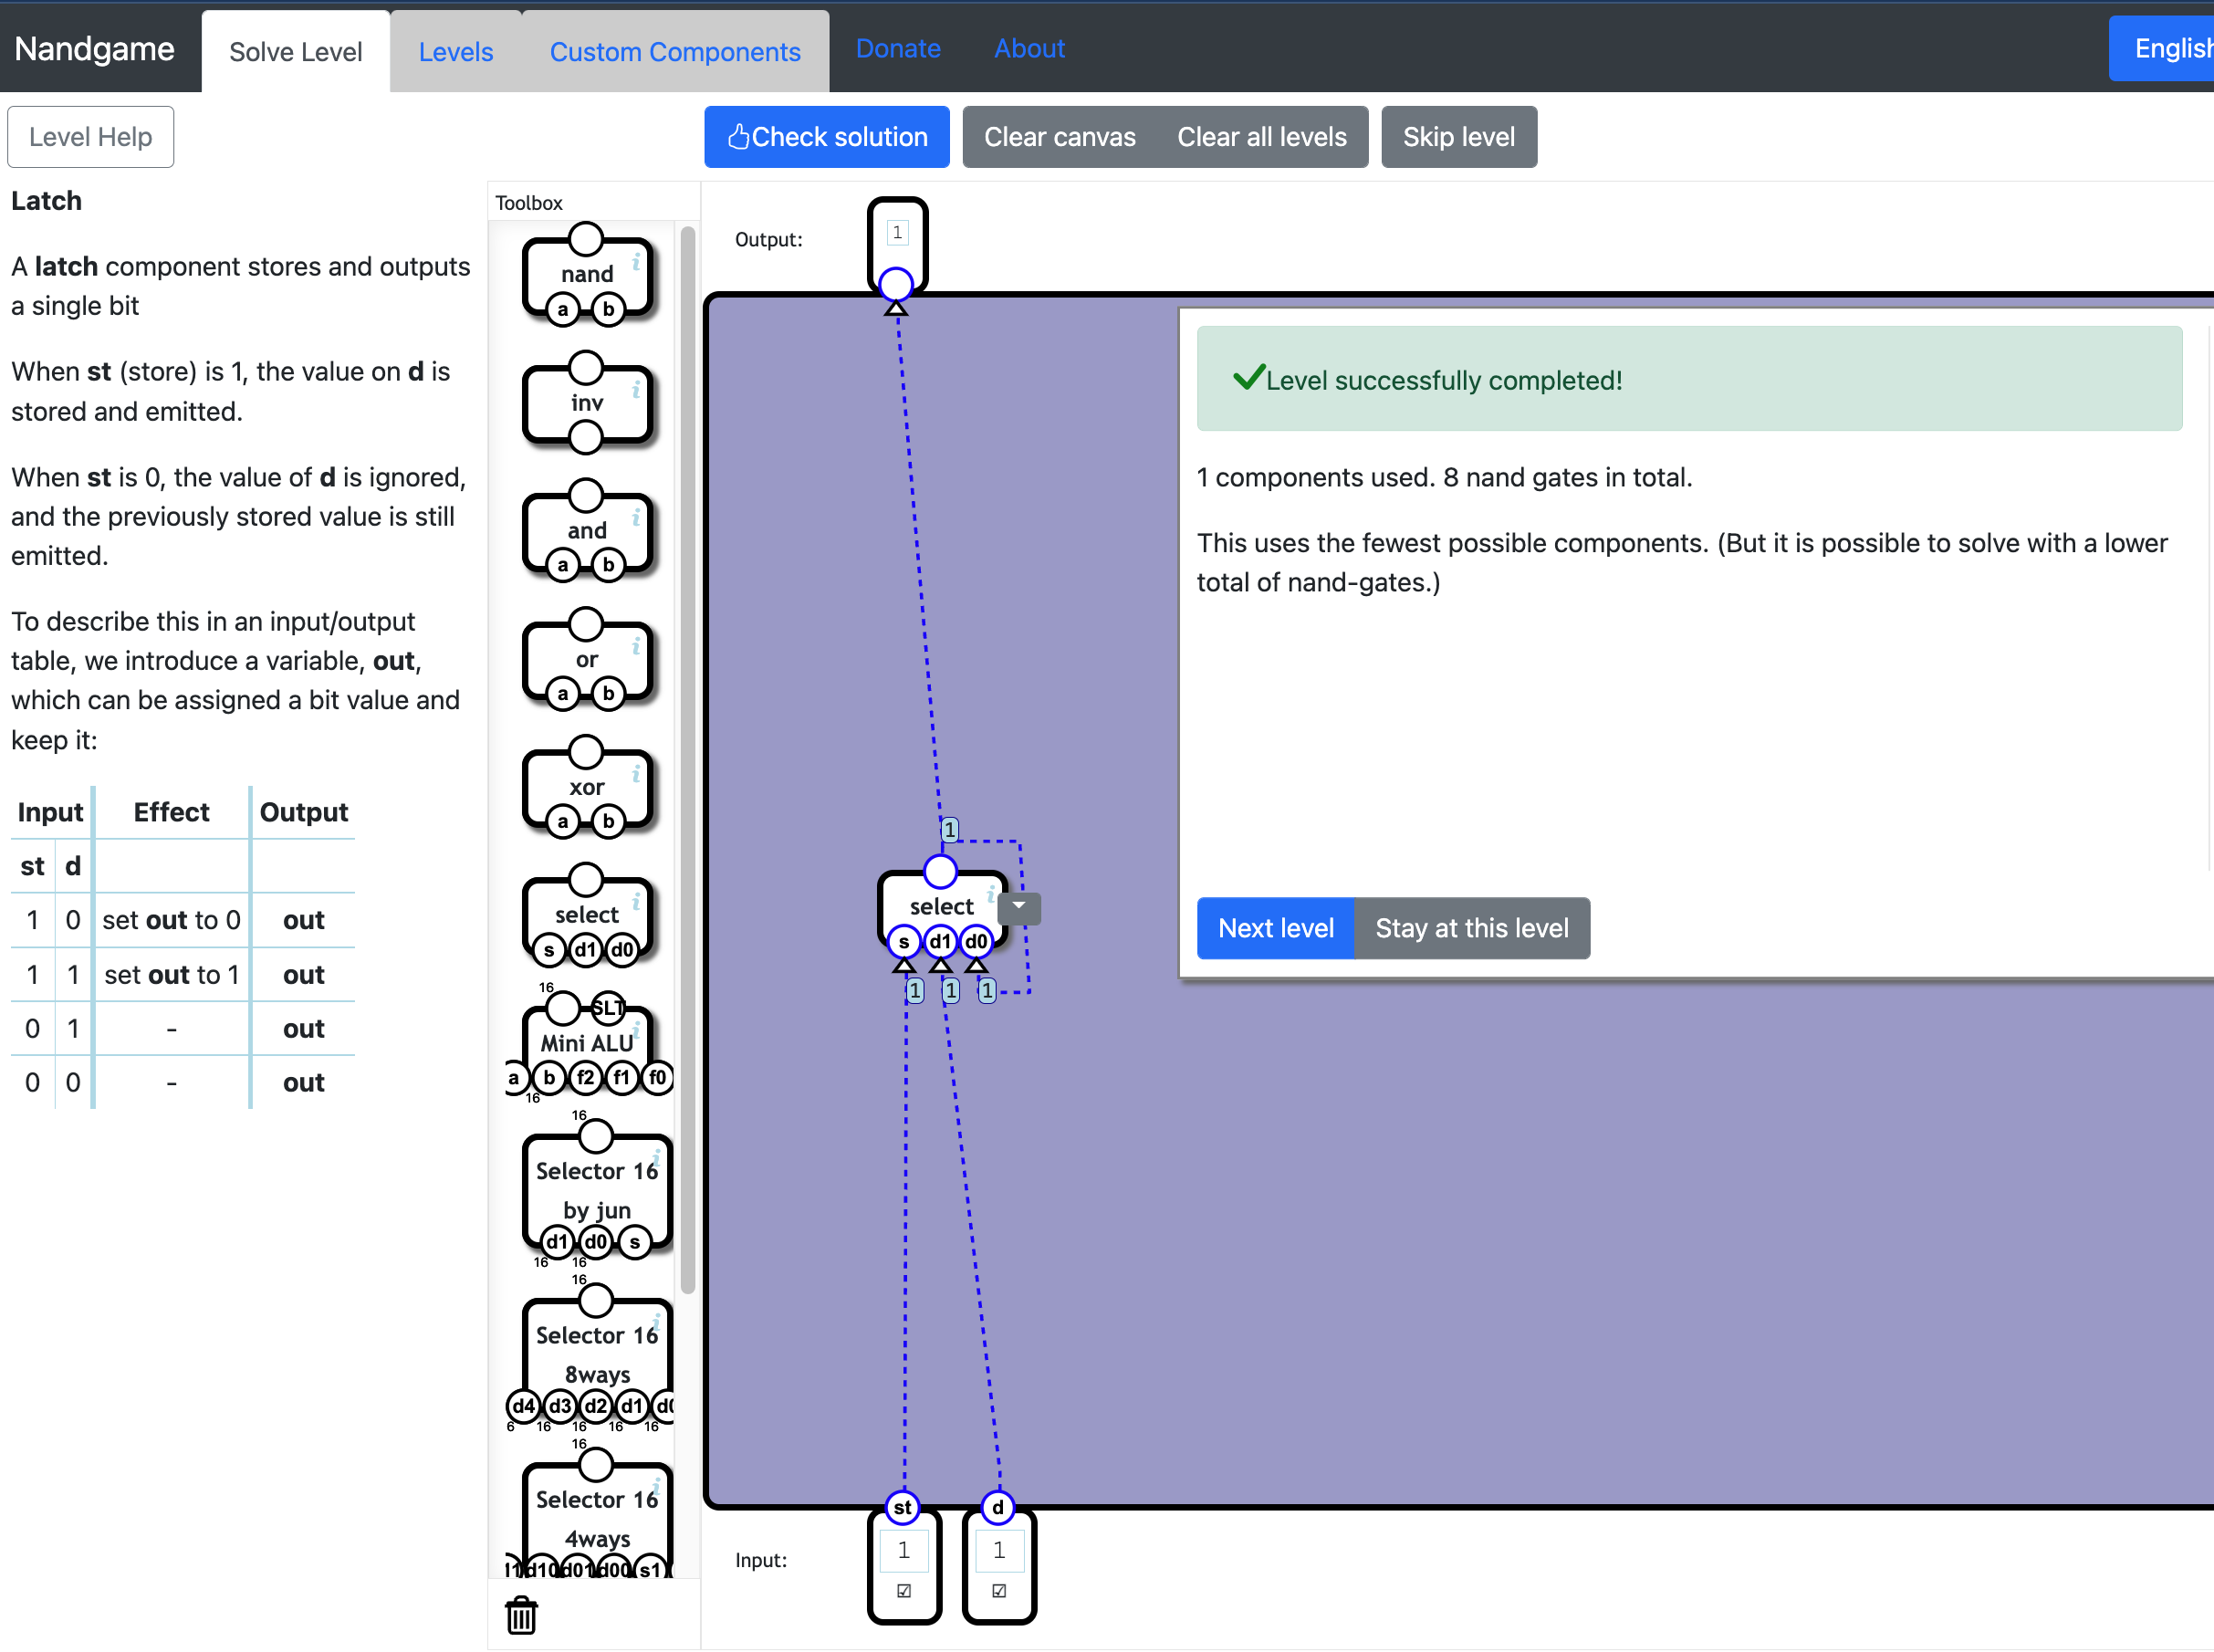 Nandgame
Solve Level
Levels
Custom Components
Donate
About
English
Level Help
Check solution
Clear canvas
Clear all levels
Skip level
Latch
A latch component stores and outputs
a single bit
When st (store) is 1, the value on d is
stored and emitted.
When st is 0, the value of d is ignored,
and the previously stored value is still
emitted.
To describe this in an input/output
table, we introduce a variable, out,
which can be assigned a bit value and
keep it:
Input Effect Output
st d
1 0 set out to 0 out
1 1 set out to 1 out
0 1 - out
0 0 - out
Toolbox
nand
a b
inv
and
a b
or
a b
xor
a b
select
s d1 d0
16
SLT
Mini ALU
a b f2 f1 f0
16
16
Selector 16
by jun
d1 d0 s
16 16
16
Selector 16
8ways
d4 d3 d2 d1 d0
6 16 16 16 16
16
Selector 16
4ways
d10 d01 d00 s1
Output:
1
1
select
s d1 d0
1 1 1
st d
Input:
1 1
Level successfully completed!
1 components used. 8 nand gates in total.
This uses the fewest possible components. (But it is possible to solve with a lower
total of nand-gates.)
Next level
Stay at this level